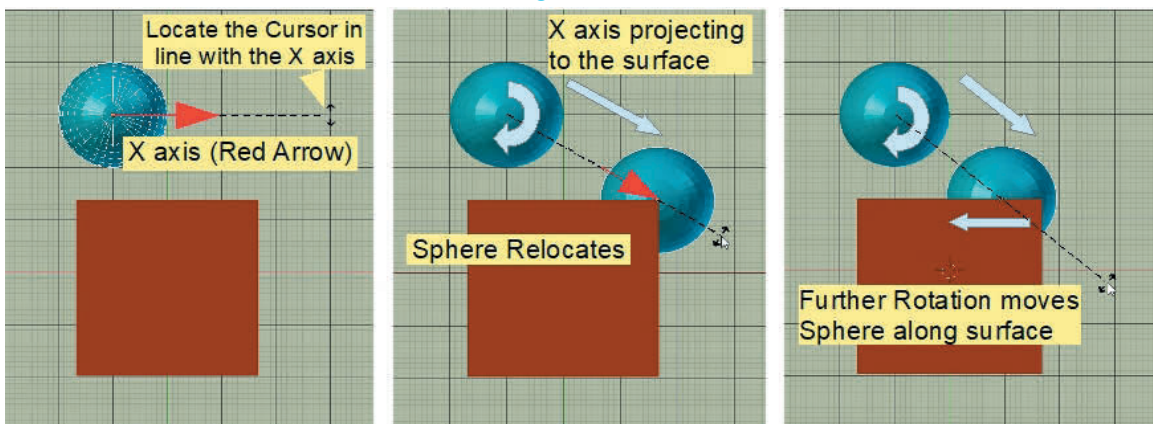 Locate the Cursor in
line with the X axis
X axis (Red Arrow)
X axis projecting
to the surface
Sphere Relocates
Further Rotation moves
Sphere along surface